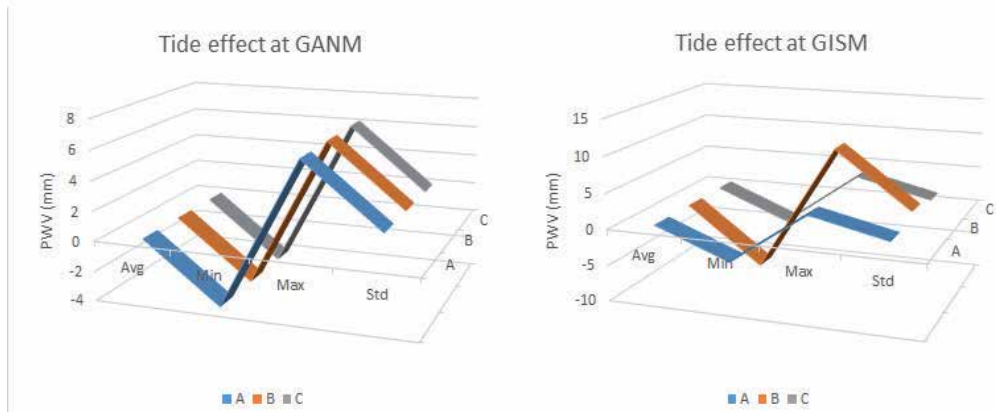 Tide effect at GANM
8
6
4
2
0
-2
-4
PWV (mm)
Avg
Min
Max
Std
A
B
C
A B C
Tide effect at GISM
15
10
5
0
-5
-10
PWV (mm)
Avg
Min
Max
Std
A
B
C
A B C